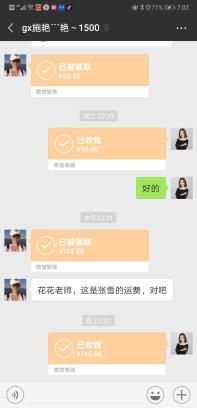 71% 7:02
gx施艳```艳 ~ 1500
已被领取
¥50.00
微信转账
周二 22:29
已收钱
¥50.00
微信转账
好的
中午12:31
已被领取
¥145.00
微信转账
花花老师，这是张雪的运费，对吧
晚上7:02
已收钱
¥145.00
微信转账